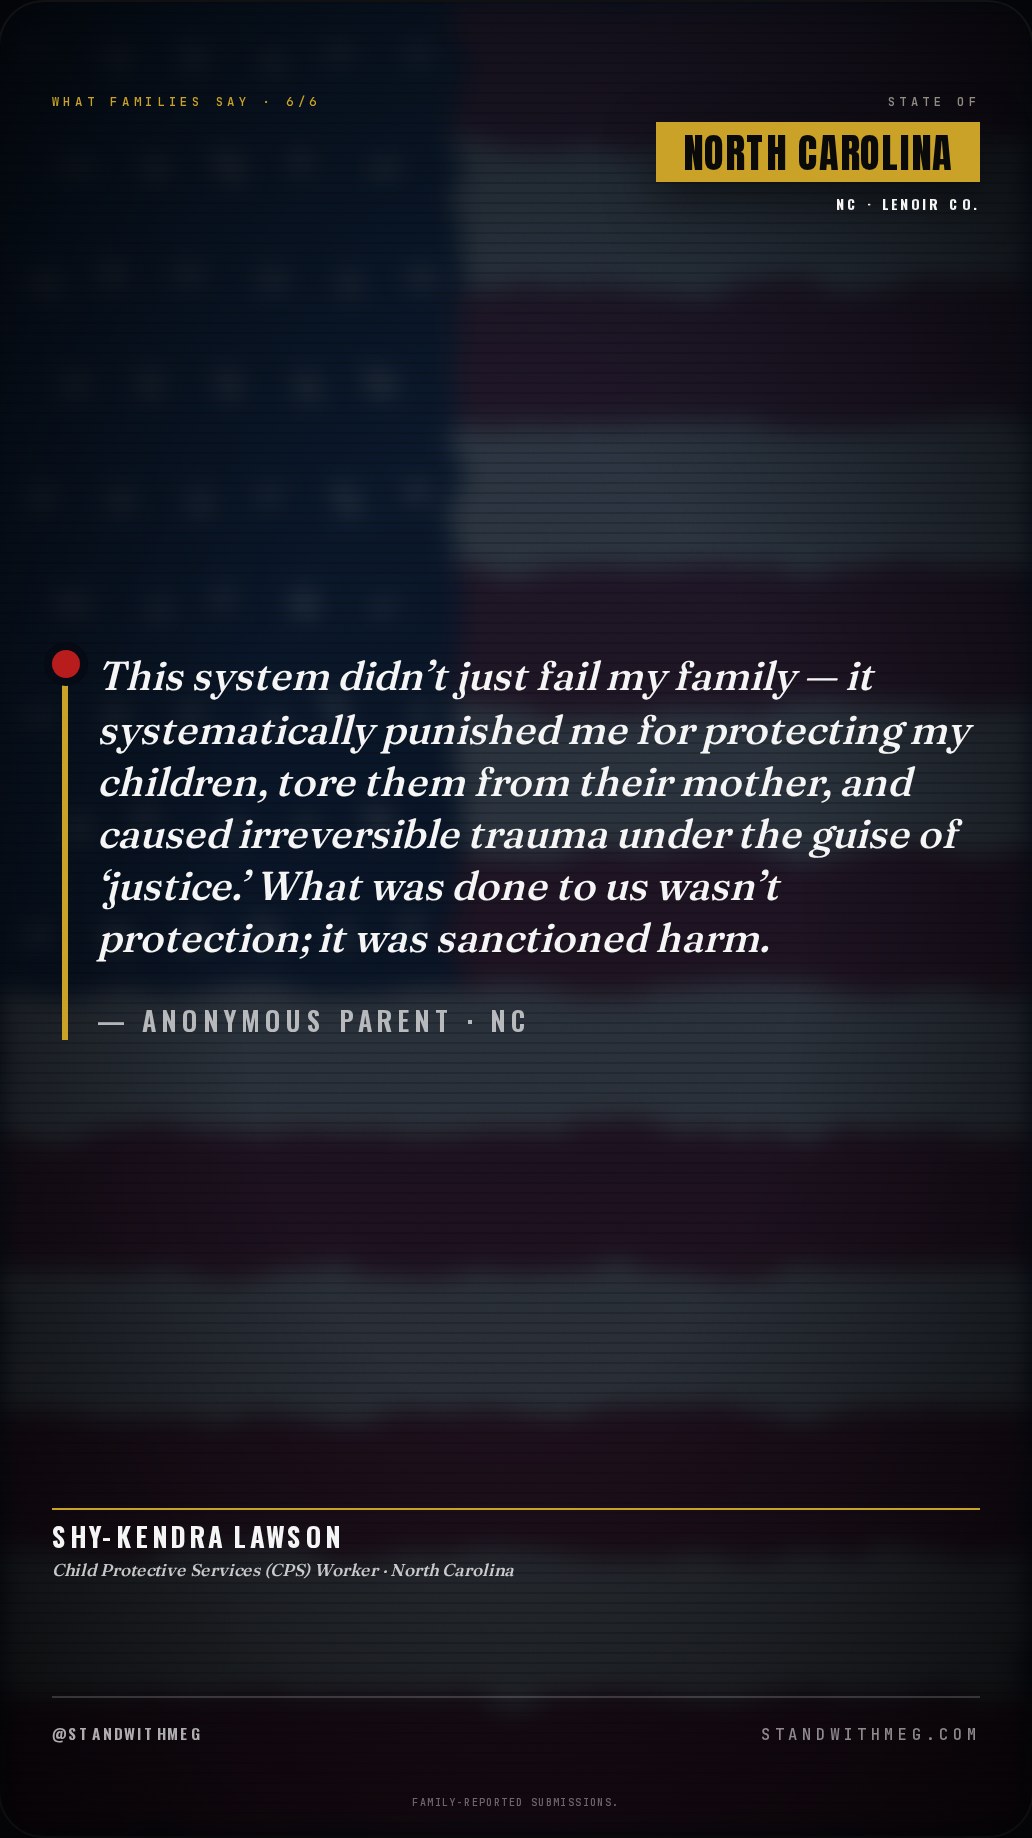 WHAT FAMILIES SAY · 6/6
STATE OF
NORTH CAROLINA
NC · LENOIR CO.
This system didn’t just fail my family — it
systematically punished me for protecting my
children, tore them from their mother, and
caused irreversible trauma under the guise of
‘justice.’ What was done to us wasn’t
protection; it was sanctioned harm.
— ANONYMOUS PARENT · NC
SHY-KENDRA LAWSON
Child Protective Services (CPS) Worker · North Carolina
@STANDWITHMEG
STANDWITHMEG.COM
FAMILY-REPORTED SUBMISSIONS.